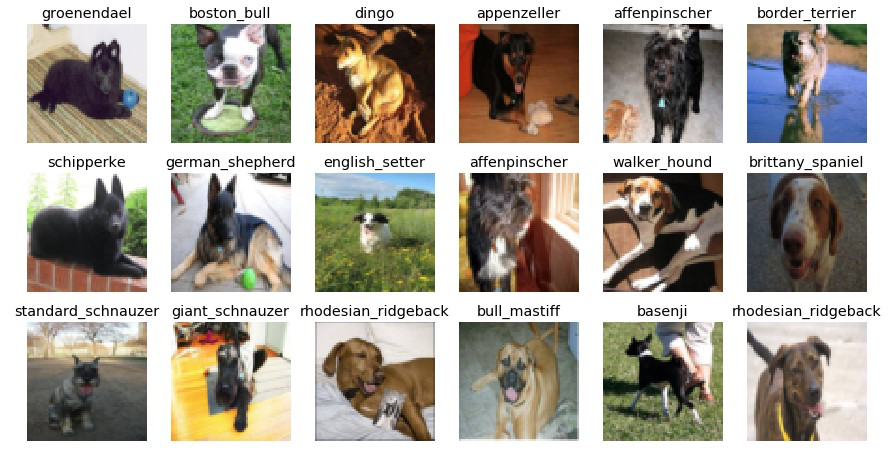 groenendael boston_bull dingo appenzeller affenpinscher border_terrier
schipperke german_shepherd english_setter affenpinscher walker_hound brittany_spaniel
standard_schnauzer giant_schnauzer rhodesian_ridgeback bull_mastiff basenji rhodesian_ridgeback